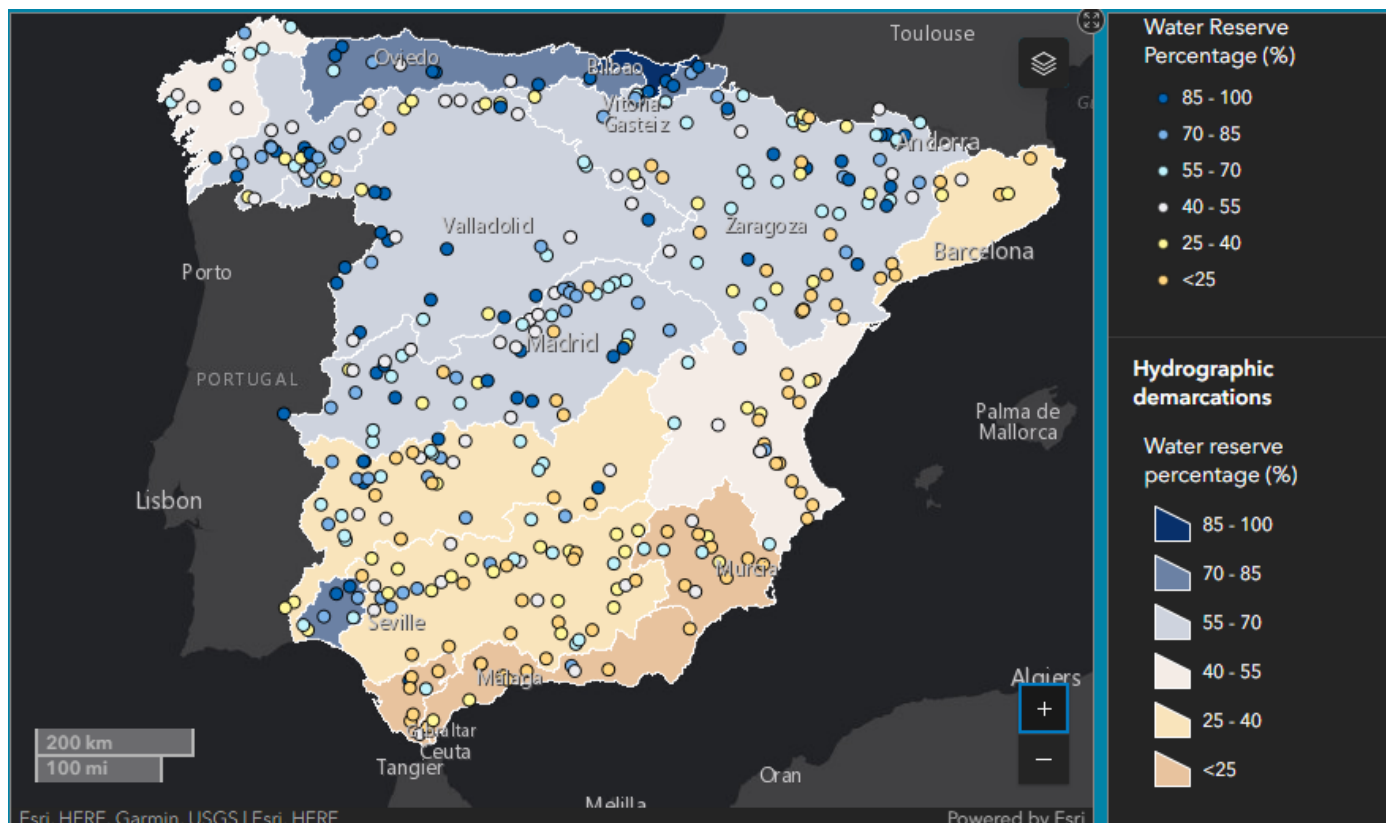 Toulouse
Oviedo
Bilbao
Vitoria-
Gasteiz
Andorra
Valladolid
Zaragoza
Barcelona
Porto
Madrid
PORTUGAL
Palma de
Mallorca
Lisbon
Murcia
Seville
Málaga
Algiers
+
−
200 km
100 mi
Gibraltar
Ceuta
Tangier
Oran
Melilla
Esri, HERE, Garmin, USGS | Esri, HERE
Powered by Esri
Water Reserve
Percentage (%)
85 - 100
70 - 85
55 - 70
40 - 55
25 - 40
<25
Hydrographic
demarcations
Water reserve
percentage (%)
85 - 100
70 - 85
55 - 70
40 - 55
25 - 40
<25